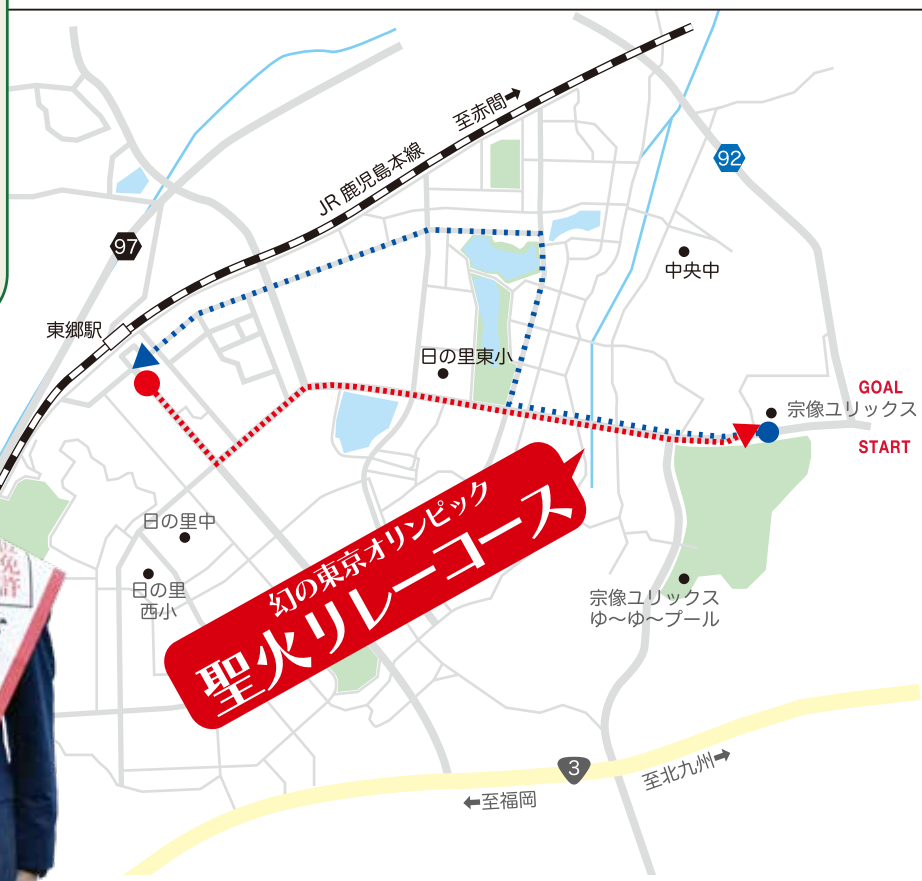 至赤間➡
JR鹿児島本線
92
97
中央中
東郷駅
日の里東小
GOAL
宗像ユリックス
START
日の里中
日の里
西小
幻の東京オリンピック
聖火リレーコース
宗像ユリックス
ゆ〜ゆ〜プール
3
至北九州➡
⬅至福岡
免許